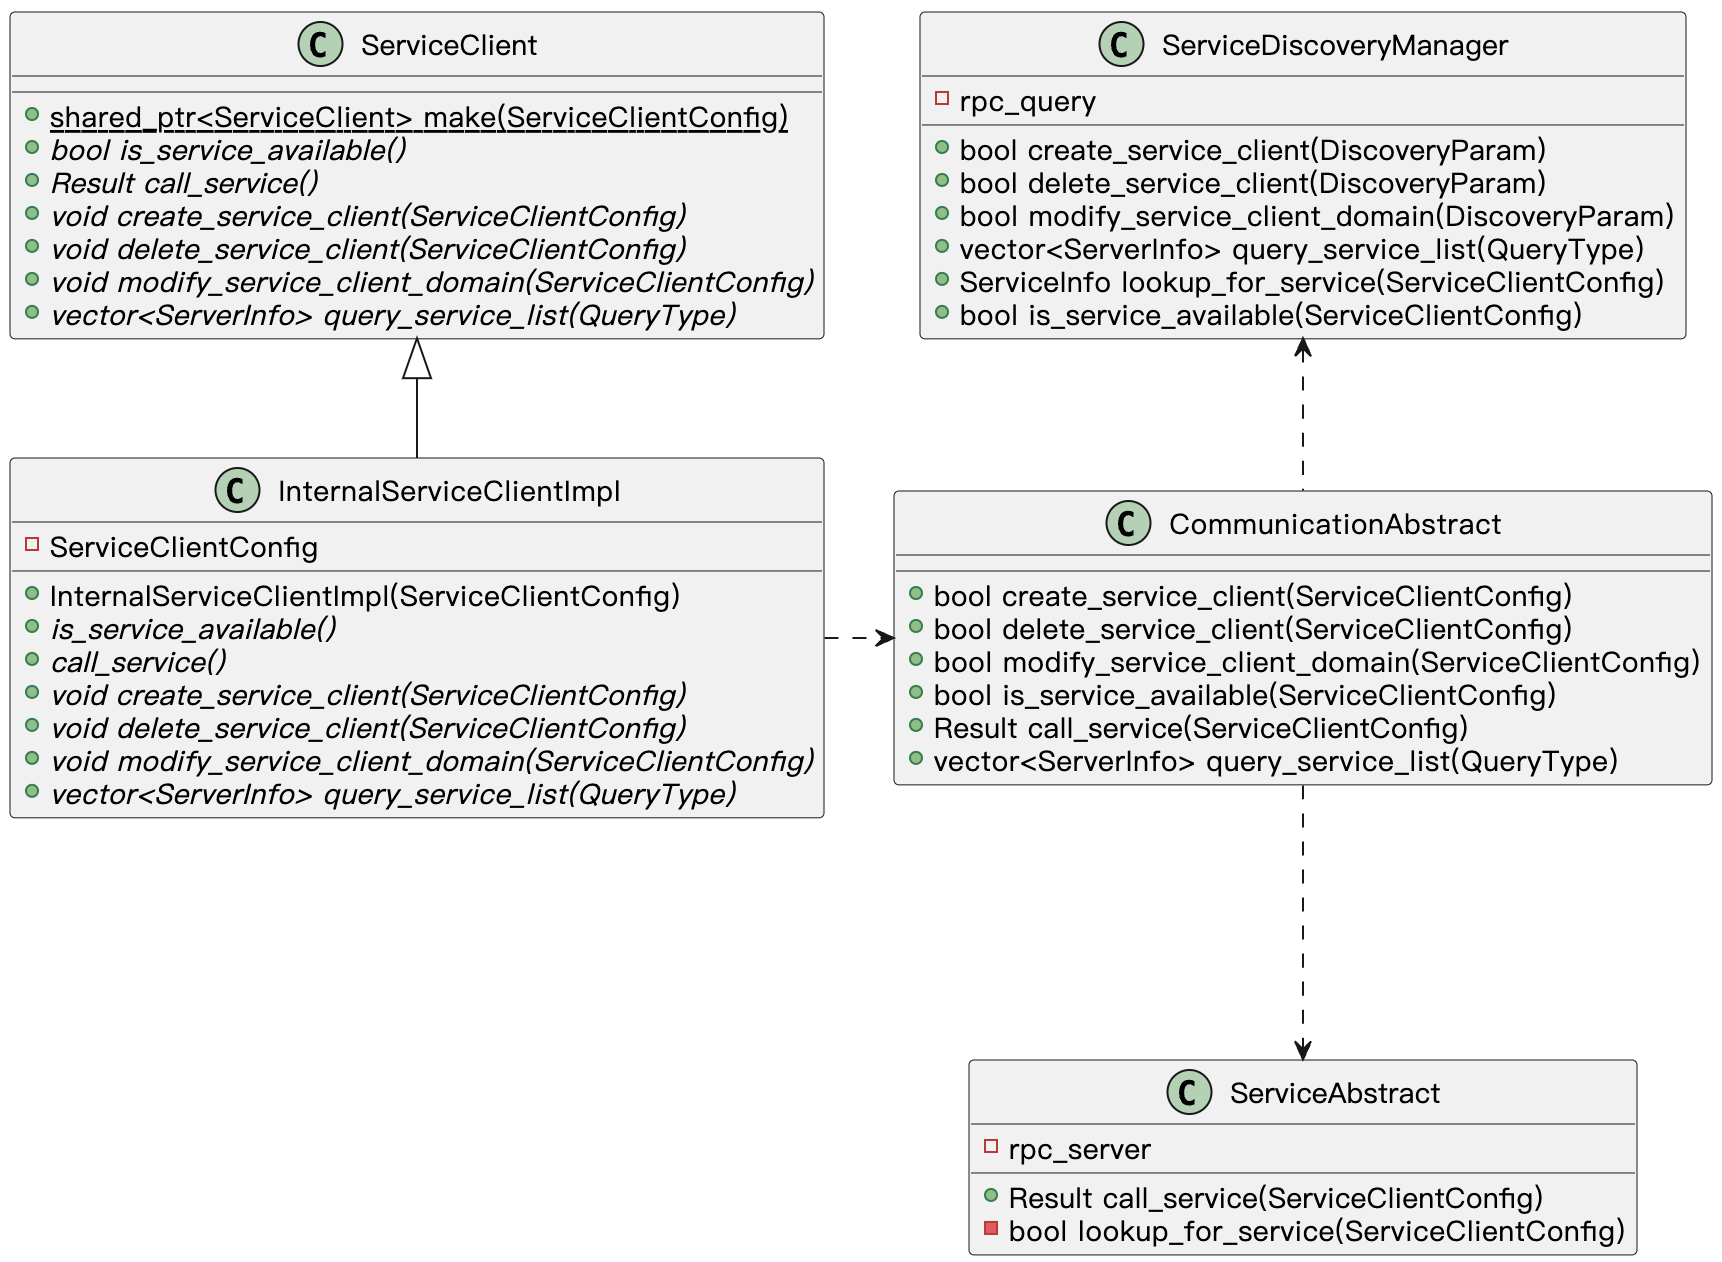 C ServiceClient
shared_ptr<ServiceClient> make(ServiceClientConfig)
bool is_service_available()
Result call_service()
void create_service_client(ServiceClientConfig)
void delete_service_client(ServiceClientConfig)
void modify_service_client_domain(ServiceClientConfig)
vector<ServerInfo> query_service_list(QueryType)
C ServiceDiscoveryManager
rpc_query
bool create_service_client(DiscoveryParam)
bool delete_service_client(DiscoveryParam)
bool modify_service_client_domain(DiscoveryParam)
vector<ServerInfo> query_service_list(QueryType)
ServiceInfo lookup_for_service(ServiceClientConfig)
bool is_service_available(ServiceClientConfig)
C InternalServiceClientImpl
ServiceClientConfig
InternalServiceClientImpl(ServiceClientConfig)
is_service_available()
call_service()
void create_service_client(ServiceClientConfig)
void delete_service_client(ServiceClientConfig)
void modify_service_client_domain(ServiceClientConfig)
vector<ServerInfo> query_service_list(QueryType)
C CommunicationAbstract
bool create_service_client(ServiceClientConfig)
bool delete_service_client(ServiceClientConfig)
bool modify_service_client_domain(ServiceClientConfig)
bool is_service_available(ServiceClientConfig)
Result call_service(ServiceClientConfig)
vector<ServerInfo> query_service_list(QueryType)
C ServiceAbstract
rpc_server
Result call_service(ServiceClientConfig)
bool lookup_for_service(ServiceClientConfig)